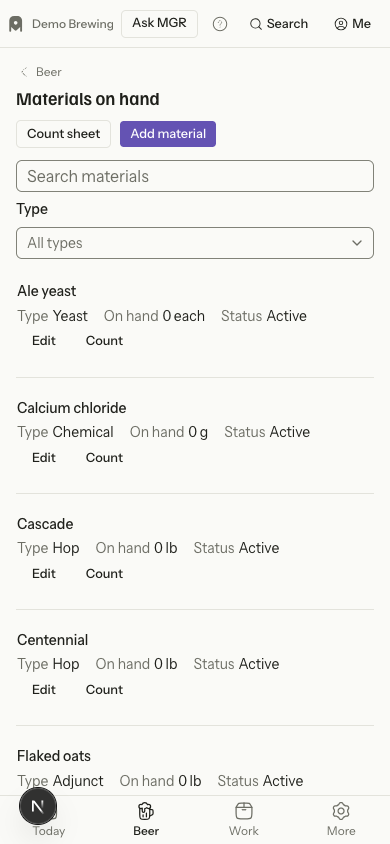 Demo Brewing Ask MGR ? Search Me
Beer
Materials on hand
Count sheet Add material
Search materials
Type
All types
Ale yeast
Type Yeast On hand 0 each Status Active
Edit Count
Calcium chloride
Type Chemical On hand 0 g Status Active
Edit Count
Cascade
Type Hop On hand 0 lb Status Active
Edit Count
Centennial
Type Hop On hand 0 lb Status Active
Edit Count
Flaked oats
Type Adjunct On hand 0 lb Status Active
N
Today Beer Work More